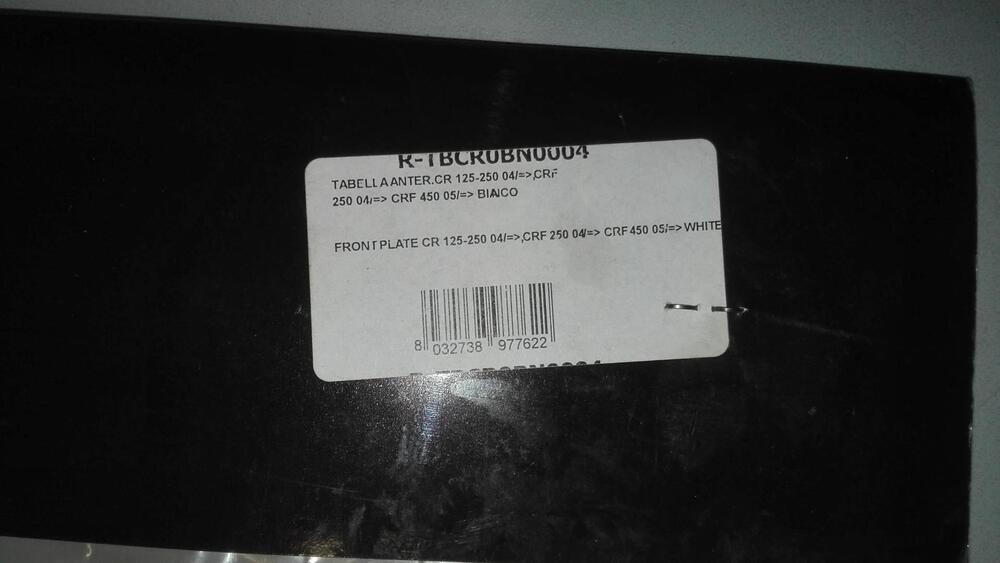 R-TBCR0BN0004
TABELLA ANTER.CR 125-250 04/=>,CRF
250 04/=> CRF 450 05/=> BIANCO
FRONT PLATE CR 125-250 04/=>,CRF 250 04/=> CRF 450 05/=> WHITE
8 032738 977622
R-TBCR0BN0004